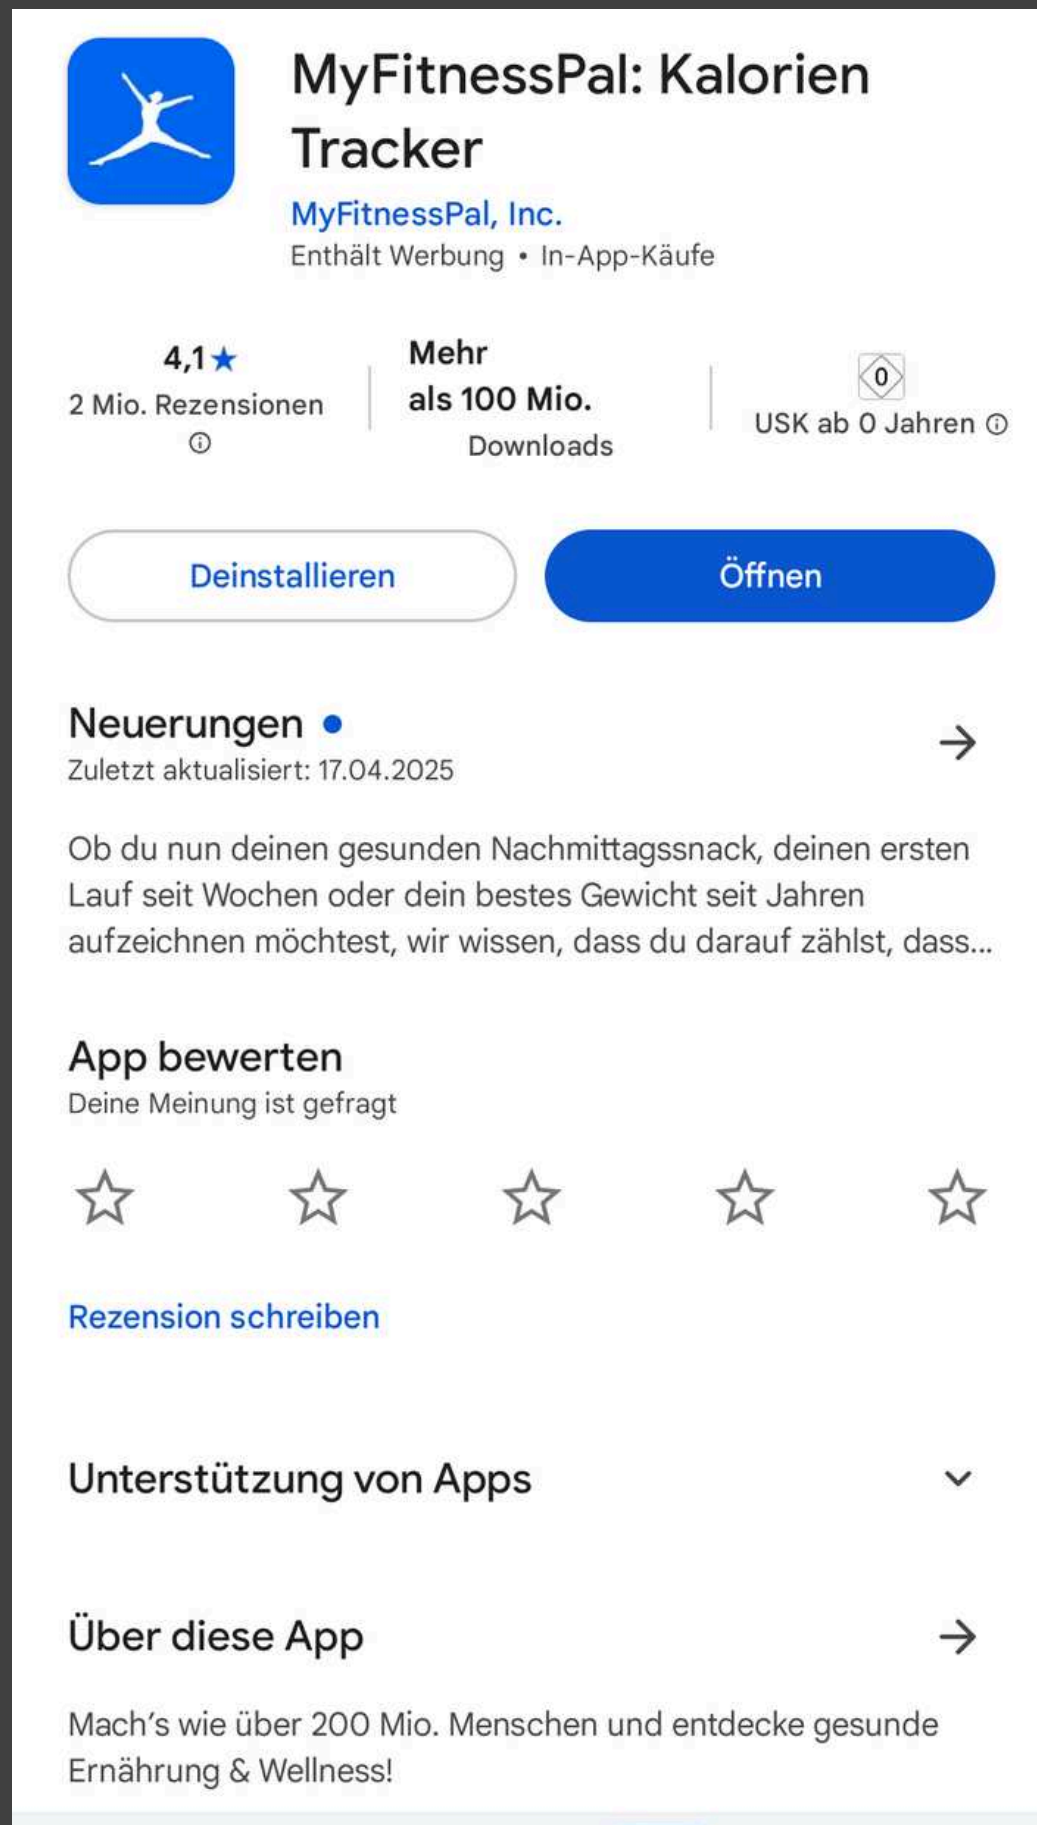 MyFitnessPal: Kalorien
Tracker
MyFitnessPal, Inc.
Enthält Werbung • In-App-Käufe
4,1★
2 Mio. Rezensionen
Mehr
als 100 Mio.
Downloads
0
USK ab 0 Jahren
Deinstallieren
Öffnen
Neuerungen
Zuletzt aktualisiert: 17.04.2025
Ob du nun deinen gesunden Nachmittagssnack, deinen ersten
Lauf seit Wochen oder dein bestes Gewicht seit Jahren
aufzeichnen möchtest, wir wissen, dass du darauf zählst, dass...
App bewerten
Deine Meinung ist gefragt
Rezension schreiben
Unterstützung von Apps
Über diese App
Mach's wie über 200 Mio. Menschen und entdecke gesunde
Ernährung & Wellness!